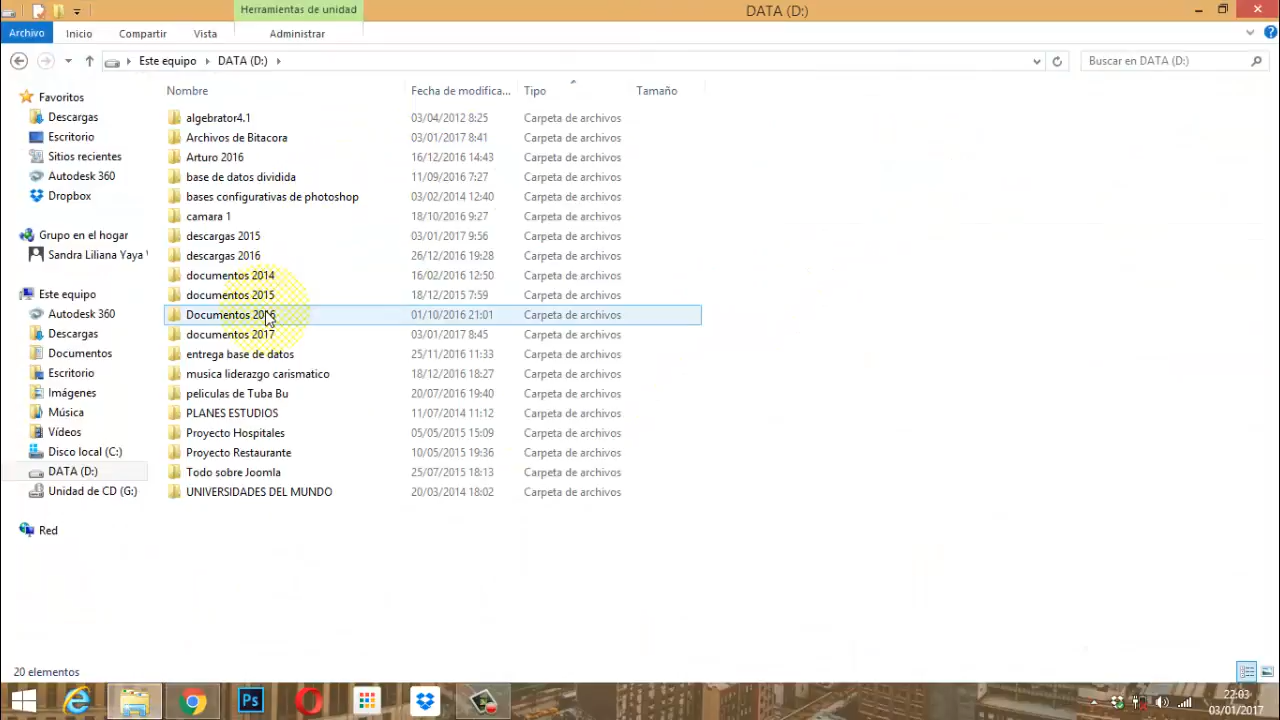 Herramientas de unidad
DATA (D:)
Archivo Inicio Compartir Vista Administrar
Este equipo DATA (D:) Buscar en DATA (D:)
Nombre Fecha de modifica... Tipo Tamaño
Favoritos
Descargas
Escritorio
Sitios recientes
Autodesk 360
Dropbox
Grupo en el hogar
Sandra Liliana Yaya
Este equipo
Autodesk 360
Descargas
Documentos
Escritorio
Imágenes
Música
Vídeos
Disco local (C:)
DATA (D:)
Unidad de CD (G:)
Red
algebrator4.1 03/04/2012 8:25 Carpeta de archivos
Archivos de Bitacora 03/01/2017 8:41 Carpeta de archivos
Arturo 2016 16/12/2016 14:43 Carpeta de archivos
base de datos dividida 11/09/2016 7:27 Carpeta de archivos
bases configurativas de photoshop 03/02/2014 12:40 Carpeta de archivos
camara 1 18/10/2016 9:27 Carpeta de archivos
descargas 2015 03/01/2017 9:56 Carpeta de archivos
descargas 2016 26/12/2016 19:28 Carpeta de archivos
documentos 2014 16/02/2016 12:50 Carpeta de archivos
documentos 2015 18/12/2015 7:59 Carpeta de archivos
Documentos 2016 01/10/2016 21:01 Carpeta de archivos
documentos 2017 03/01/2017 8:45 Carpeta de archivos
entrega base de datos 25/11/2016 11:33 Carpeta de archivos
musica liderazgo carismatico 18/12/2016 18:27 Carpeta de archivos
peliculas de Tuba Bu 20/07/2016 19:40 Carpeta de archivos
PLANES ESTUDIOS 11/07/2014 11:12 Carpeta de archivos
Proyecto Hospitales 05/05/2015 15:09 Carpeta de archivos
Proyecto Restaurante 10/05/2015 19:36 Carpeta de archivos
Todo sobre Joomla 25/07/2015 18:13 Carpeta de archivos
UNIVERSIDADES DEL MUNDO 20/03/2014 18:02 Carpeta de archivos
20 elementos
Ps
22:03
03/01/2017